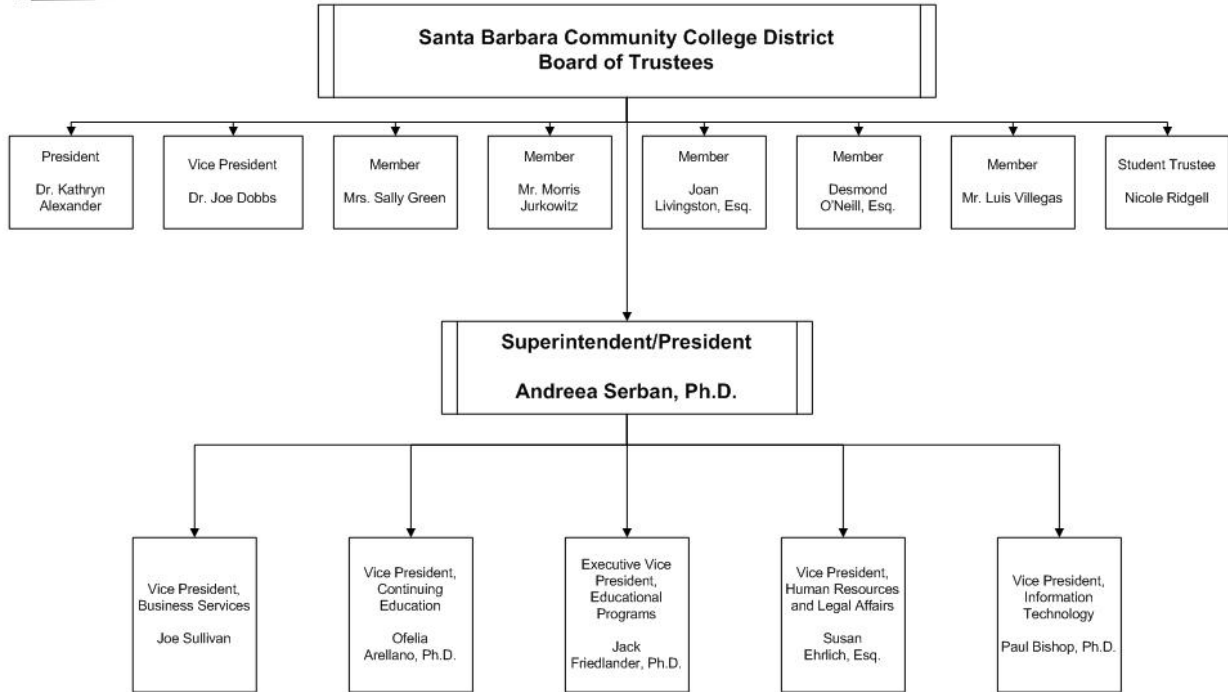 Santa Barbara Community College District
Board of Trustees
President
Dr. Kathryn
Alexander
Vice President
Dr. Joe Dobbs
Member
Mrs. Sally Green
Member
Mr. Morris
Jurkowitz
Member
Joan
Livingston, Esq.
Member
Desmond
O'Neill, Esq.
Member
Mr. Luis Villegas
Student Trustee
Nicole Ridgell
Superintendent/President
Andreea Serban, Ph.D.
Vice President,
Business Services
Joe Sullivan
Vice President,
Continuing
Education
Ofelia
Arellano, Ph.D.
Executive Vice
President,
Educational
Programs
Jack
Friedlander, Ph.D.
Vice President,
Human Resources
and Legal Affairs
Susan
Ehrlich, Esq.
Vice President,
Information
Technology
Paul Bishop, Ph.D.